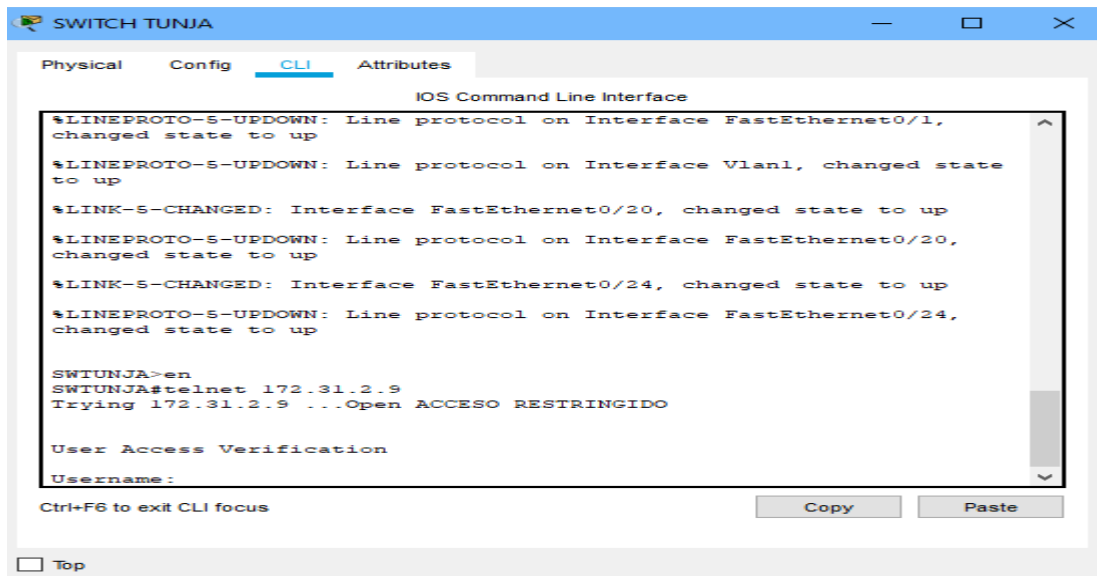 SWITCH TUNJA
Physical Config CLI Attributes
IOS Command Line Interface
%LINEPROTO-5-UPDOWN: Line protocol on Interface FastEthernet0/1,
changed state to up
%LINEPROTO-5-UPDOWN: Line protocol on Interface Vlan1, changed state
to up
%LINK-5-CHANGED: Interface FastEthernet0/20, changed state to up
%LINEPROTO-5-UPDOWN: Line protocol on Interface FastEthernet0/20,
changed state to up
%LINK-5-CHANGED: Interface FastEthernet0/24, changed state to up
%LINEPROTO-5-UPDOWN: Line protocol on Interface FastEthernet0/24,
changed state to up
SWTUNJA>en
SWTUNJA#telnet 172.31.2.9
Trying 172.31.2.9 ...Open ACCESO RESTRINGIDO
User Access Verification
Username:
Ctrl+F6 to exit CLI focus
Copy Paste
Top